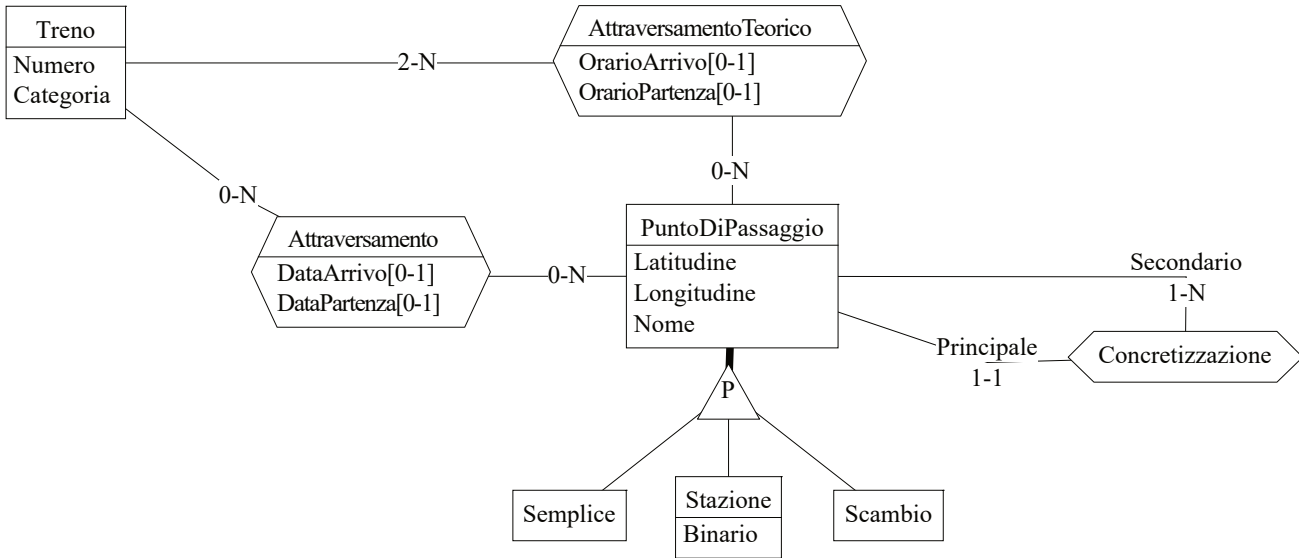 Treno
Numero
Categoria
2-N
AttraversamentoTeorico
OrarioArrivo[0-1]
OrarioPartenza[0-1]
0-N
0-N
Attraversamento
DataArrivo[0-1]
DataPartenza[0-1]
0-N
PuntoDiPassaggio
Latitudine
Longitudine
Nome
Secondario
1-N
Principale
1-1
Concretizzazione
P
Semplice
Stazione
Binario
Scambio